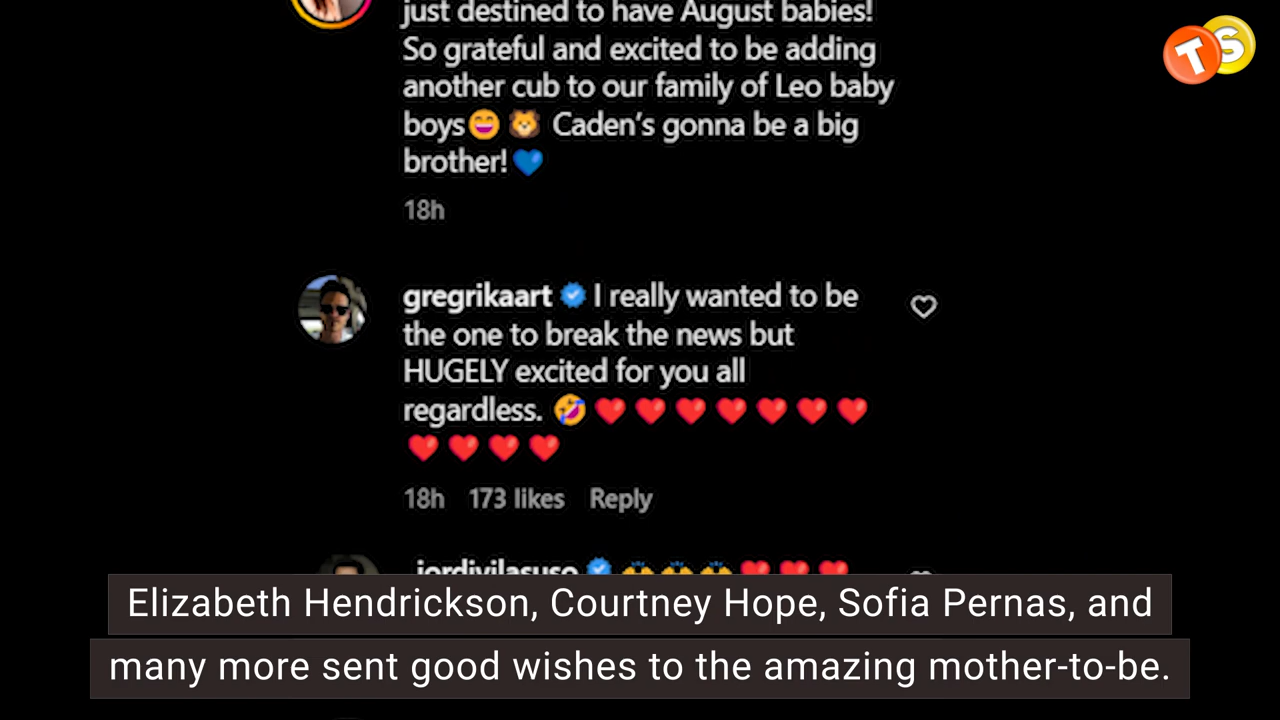 just destined to have August babies!
TS
So grateful and excited to be adding
another cub to our family of Leo baby
boys😄 🐻 Caden’s gonna be a big
brother!💙
18h
gregrikaart I really wanted to be
the one to break the news but
HUGELY excited for you all
regardless. 🤣 ❤️ ❤️ ❤️ ❤️ ❤️ ❤️ ❤️
❤️ ❤️ ❤️ ❤️
18h 173 likes Reply
jordivilasuso 🙌 🙌 🙌 ❤️ ❤️ ❤️
Elizabeth Hendrickson, Courtney Hope, Sofia Pernas, and
many more sent good wishes to the amazing mother-to-be.